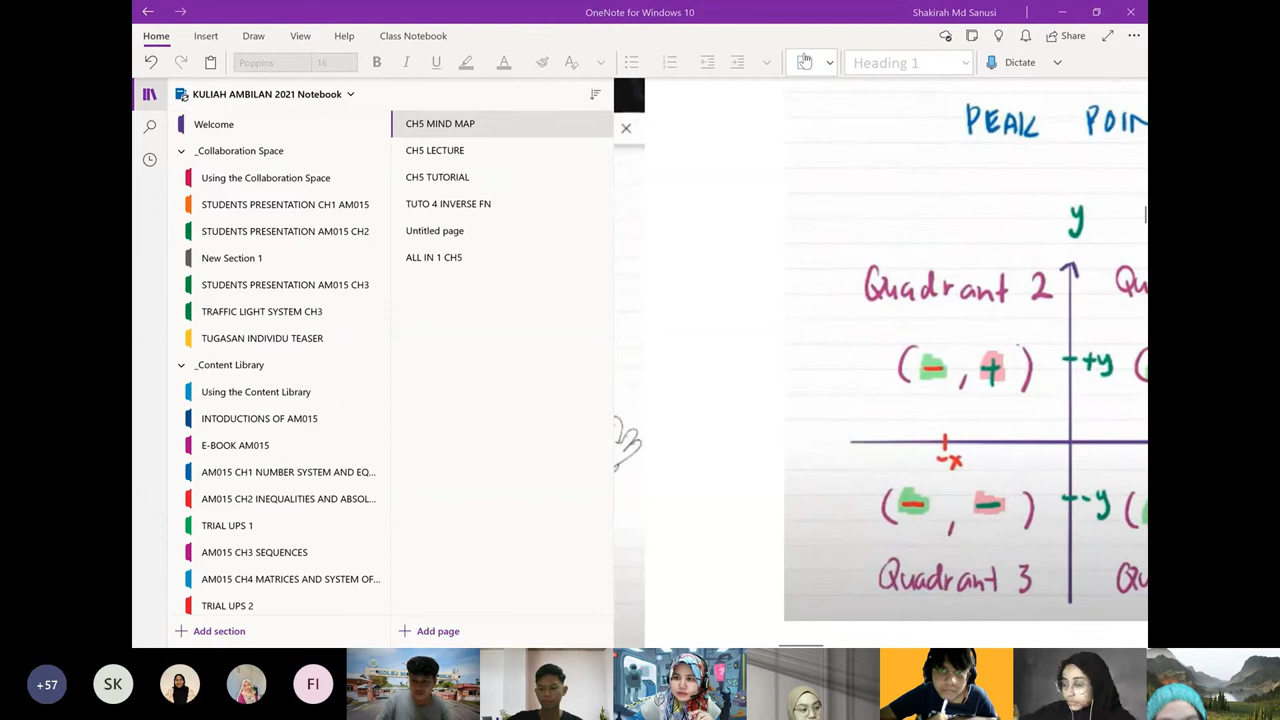 OneNote for Windows 10
Shakirah Md Sanusi
Home Insert Draw View Help Class Notebook
Share
Poppins 16 B I U A Heading 1 Dictate
KULIAH AMBILAN 2021 Notebook
Welcome
_Collaboration Space
Using the Collaboration Space
STUDENTS PRESENTATION CH1 AM015
STUDENTS PRESENTATION AM015 CH2
New Section 1
STUDENTS PRESENTATION AM015 CH3
TRAFFIC LIGHT SYSTEM CH3
TUGASAN INDIVIDU TEASER
_Content Library
Using the Content Library
INTODUCTIONS OF AM015
E-BOOK AM015
AM015 CH1 NUMBER SYSTEM AND EQ...
AM015 CH2 INEQUALITIES AND ABSOL...
TRIAL UPS 1
AM015 CH3 SEQUENCES
AM015 CH4 MATRICES AND SYSTEM OF...
TRIAL UPS 2
Add section
CH5 MIND MAP
CH5 LECTURE
CH5 TUTORIAL
TUTO 4 INVERSE FN
Untitled page
ALL IN 1 CH5
Add page
PEAK POIN
y
Quadrant 2 Qu
(-, +) +y (
-x
(-, -) -y (
Quadrant 3 Qu
+57 SK FI